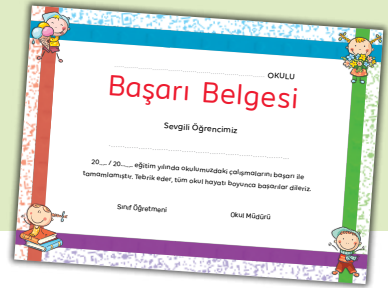 OKULU
Başarı Belgesi
Sevgili Öğrencimiz
20..... / 20...... eğitim yılında okulumuzdaki çalışmalarını başarı ile
tamamlamıştır. Tebrik eder, tüm okul hayatı boyunca başarılar dileriz.
Sınıf Öğretmeni Okul Müdürü